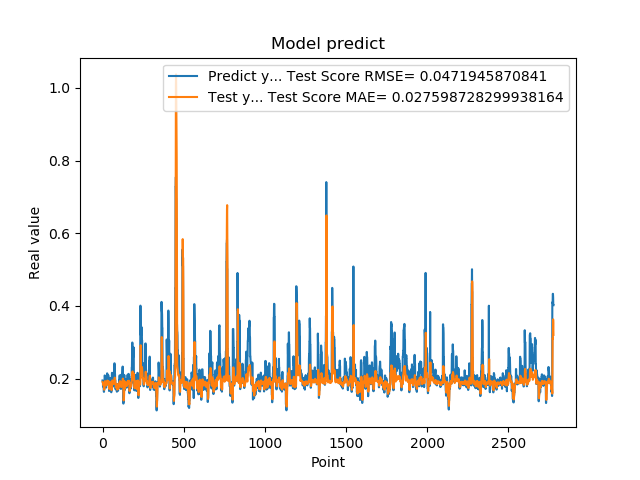 Model predict
Predict y... Test Score RMSE= 0.0471945870841
Test y... Test Score MAE= 0.027598728299938164
1.0
0.8
0.6
0.4
0.2
Real value
0 500 1000 1500 2000 2500
Point